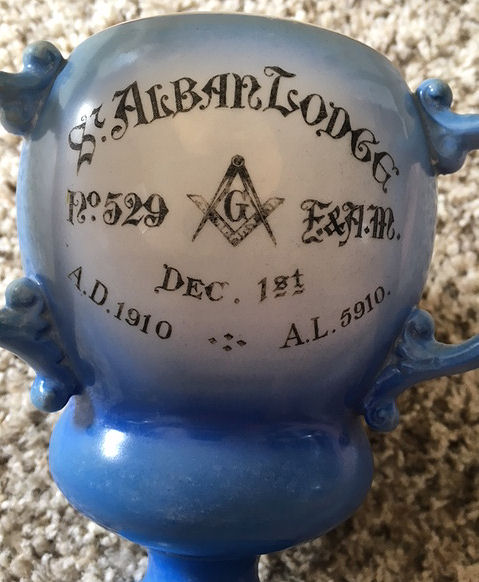 St. Alban Lodge
No. 529 G F. & A.M.
Dec. 1st
A.D. 1910 A.L. 5910.